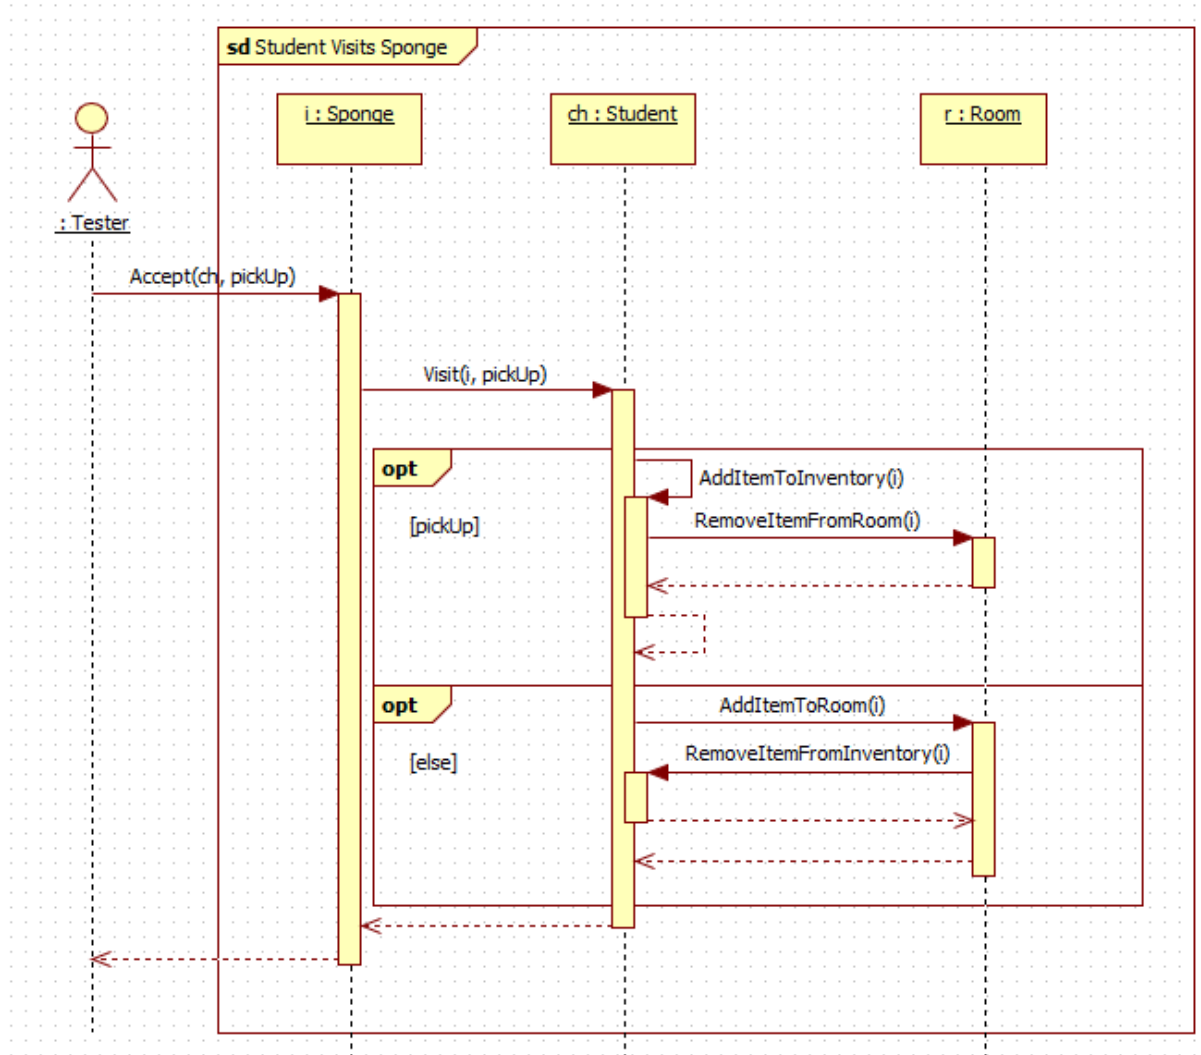 sd Student Visits Sponge
i : Sponge
ch : Student
r : Room
: Tester
Accept(ch, pickUp)
Visit(i, pickUp)
opt
AddItemToInventory(i)
[pickUp]
RemoveItemFromRoom(i)
opt
AddItemToRoom(i)
[else]
RemoveItemFromInventory(i)